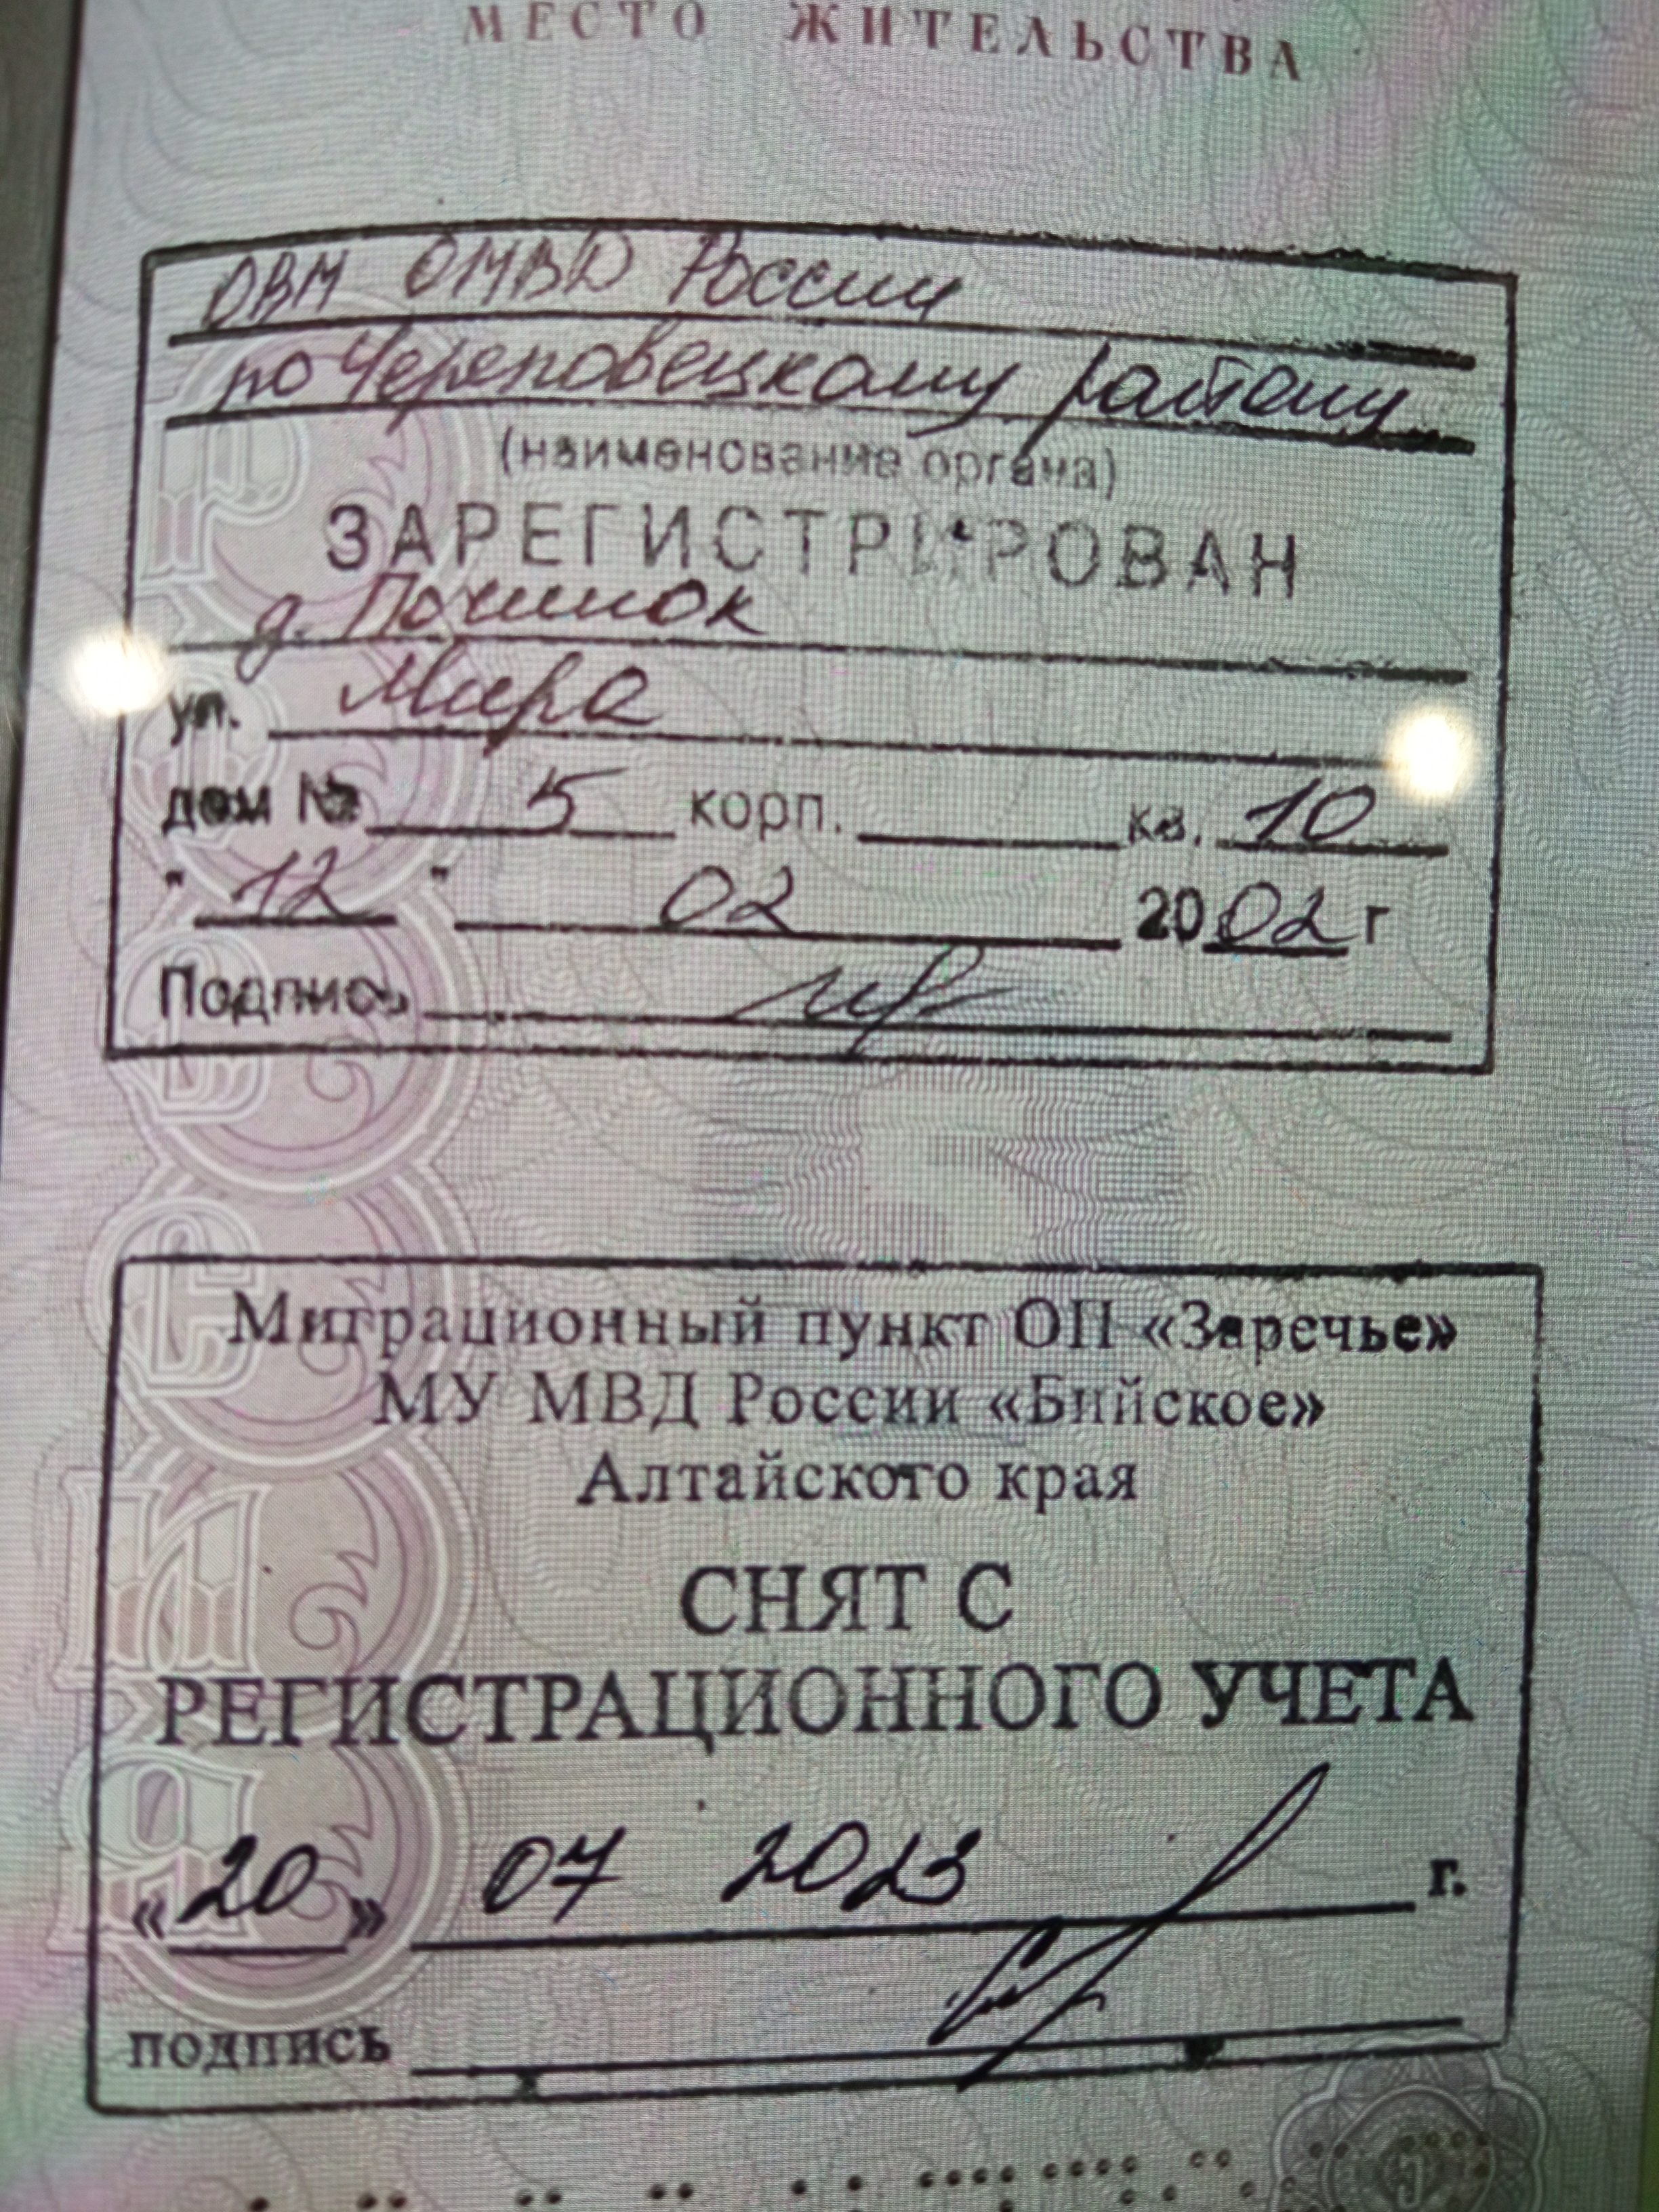 МЕСТО ЖИТЕЛЬСТВА
ОВМ ОМВД России
по Череповецкому району
(наименование органа)
ЗАРЕГИСТРИРОВАН
д. Починок
ул. Мира
дом № 5 корп. кв. 10
" 12 " 02 2002 г
Подпись
Миграционный пункт ОП «Заречье»
МУ МВД России «Бийское»
Алтайского края
СНЯТ С
РЕГИСТРАЦИОННОГО УЧЕТА
«20» 07 2023 г.
подпись